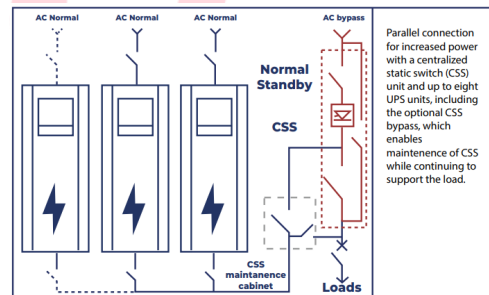 AC Normal
AC Normal
AC Normal
AC bypass
Normal
Standby
CSS
CSS
maintanence
cabinet
Loads
Parallel connection
for increased power
with a centralized
static switch (CSS)
unit and up to eight
UPS units, including
the optional CSS
bypass, which
enables
maintenence of CSS
while continuing to
support the load.